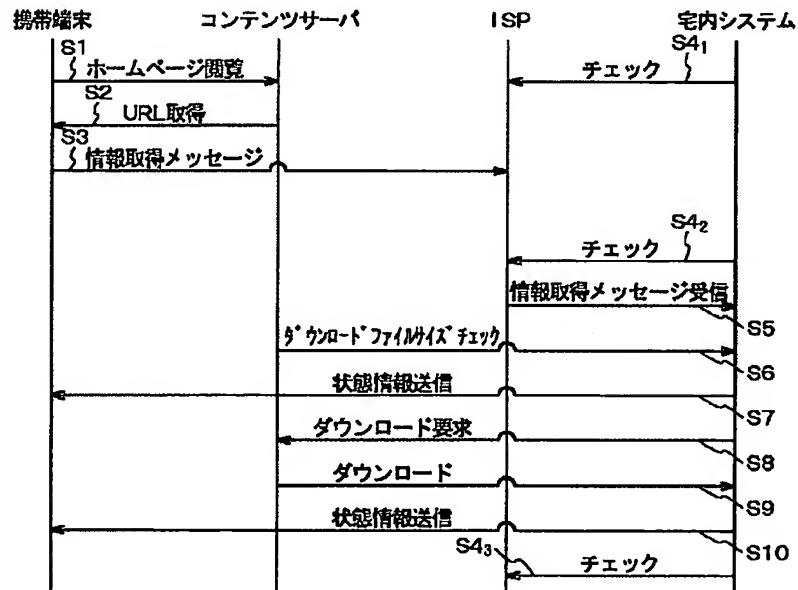 携帯端末 コンテンツサーバ ISP 宅内システム
S1 S4₁
ホームページ閲覧 チェック
S2
URL取得
S3
情報取得メッセージ
S4₂
チェック
情報取得メッセージ受信
S5
ダウンロードファイルサイズチェック
S6
状態情報送信
S7
ダウンロード要求
S8
ダウンロード
S9
状態情報送信
S10
S4₃ チェック